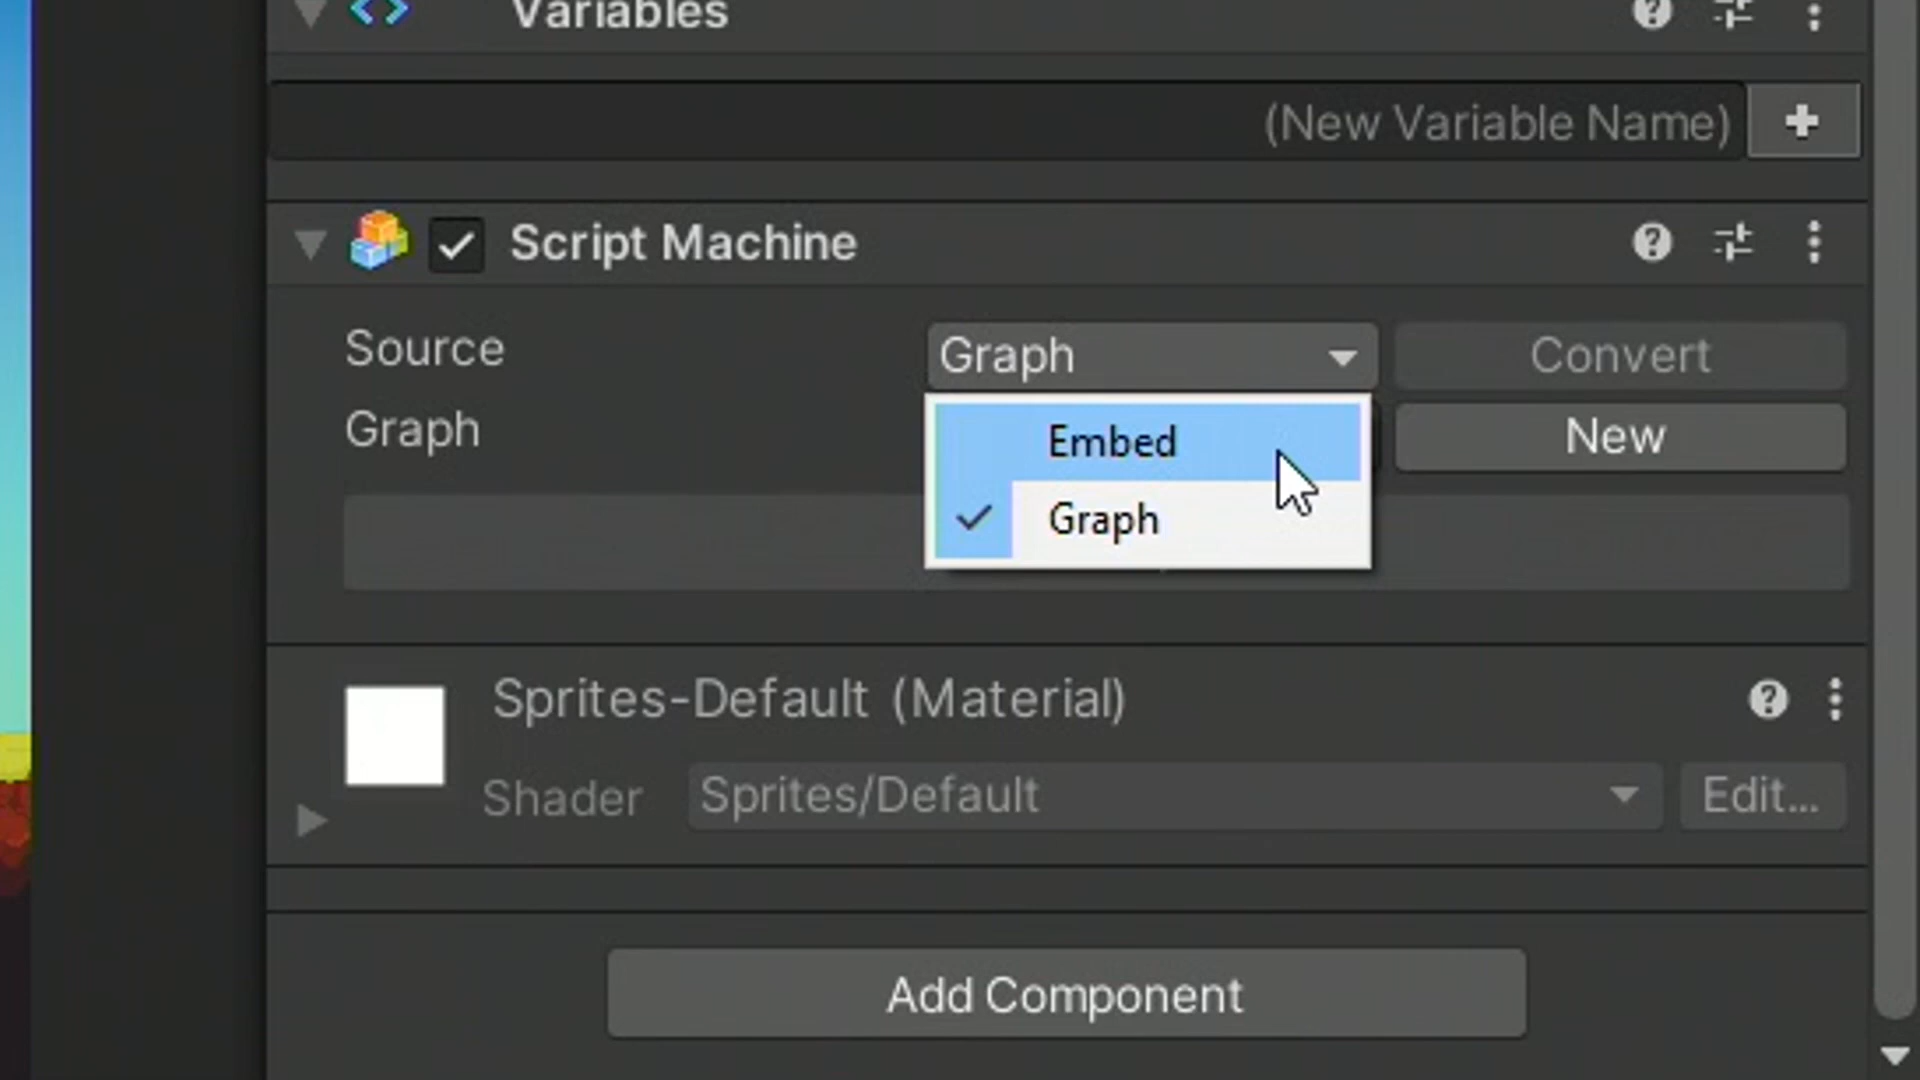 Variables
(New Variable Name)
Script Machine
Source
Graph
Convert
Graph
New
Embed
Graph
Sprites-Default (Material)
Shader
Sprites/Default
Edit...
Add Component